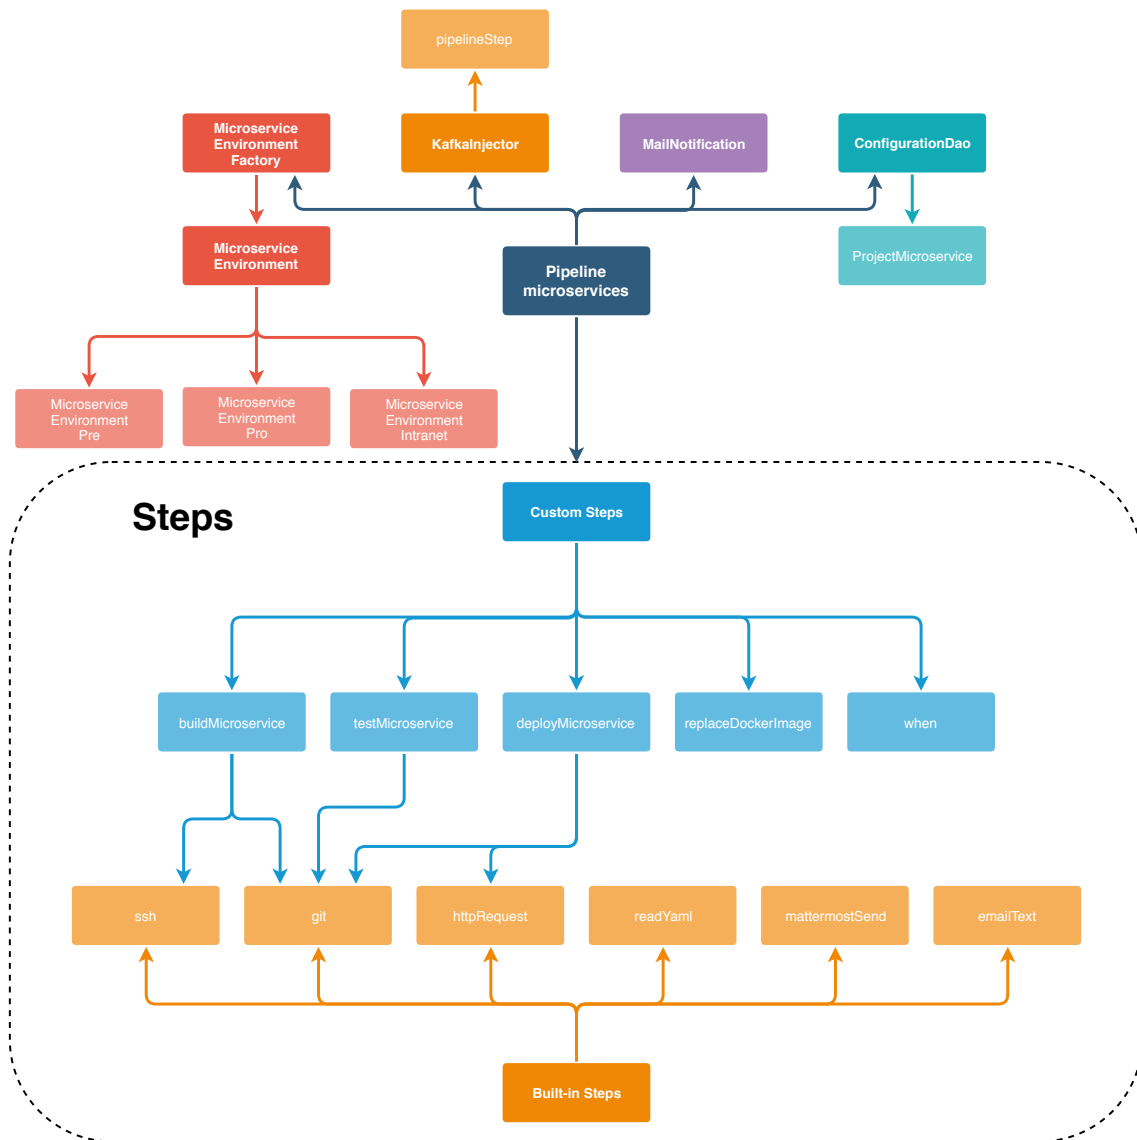 pipelineStep
Microservice
Environment
Factory
KafkaInjector
MailNotification
ConfigurationDao
Microservice
Environment
Pipeline
microservices
ProjectMicroservice
Microservice
Environment
Pre
Microservice
Environment
Pro
Microservice
Environment
Intranet
Steps
Custom Steps
buildMicroservice
testMicroservice
deployMicroservice
replaceDockerImage
when
ssh
git
httpRequest
readYaml
mattermostSend
emailText
Built-in Steps